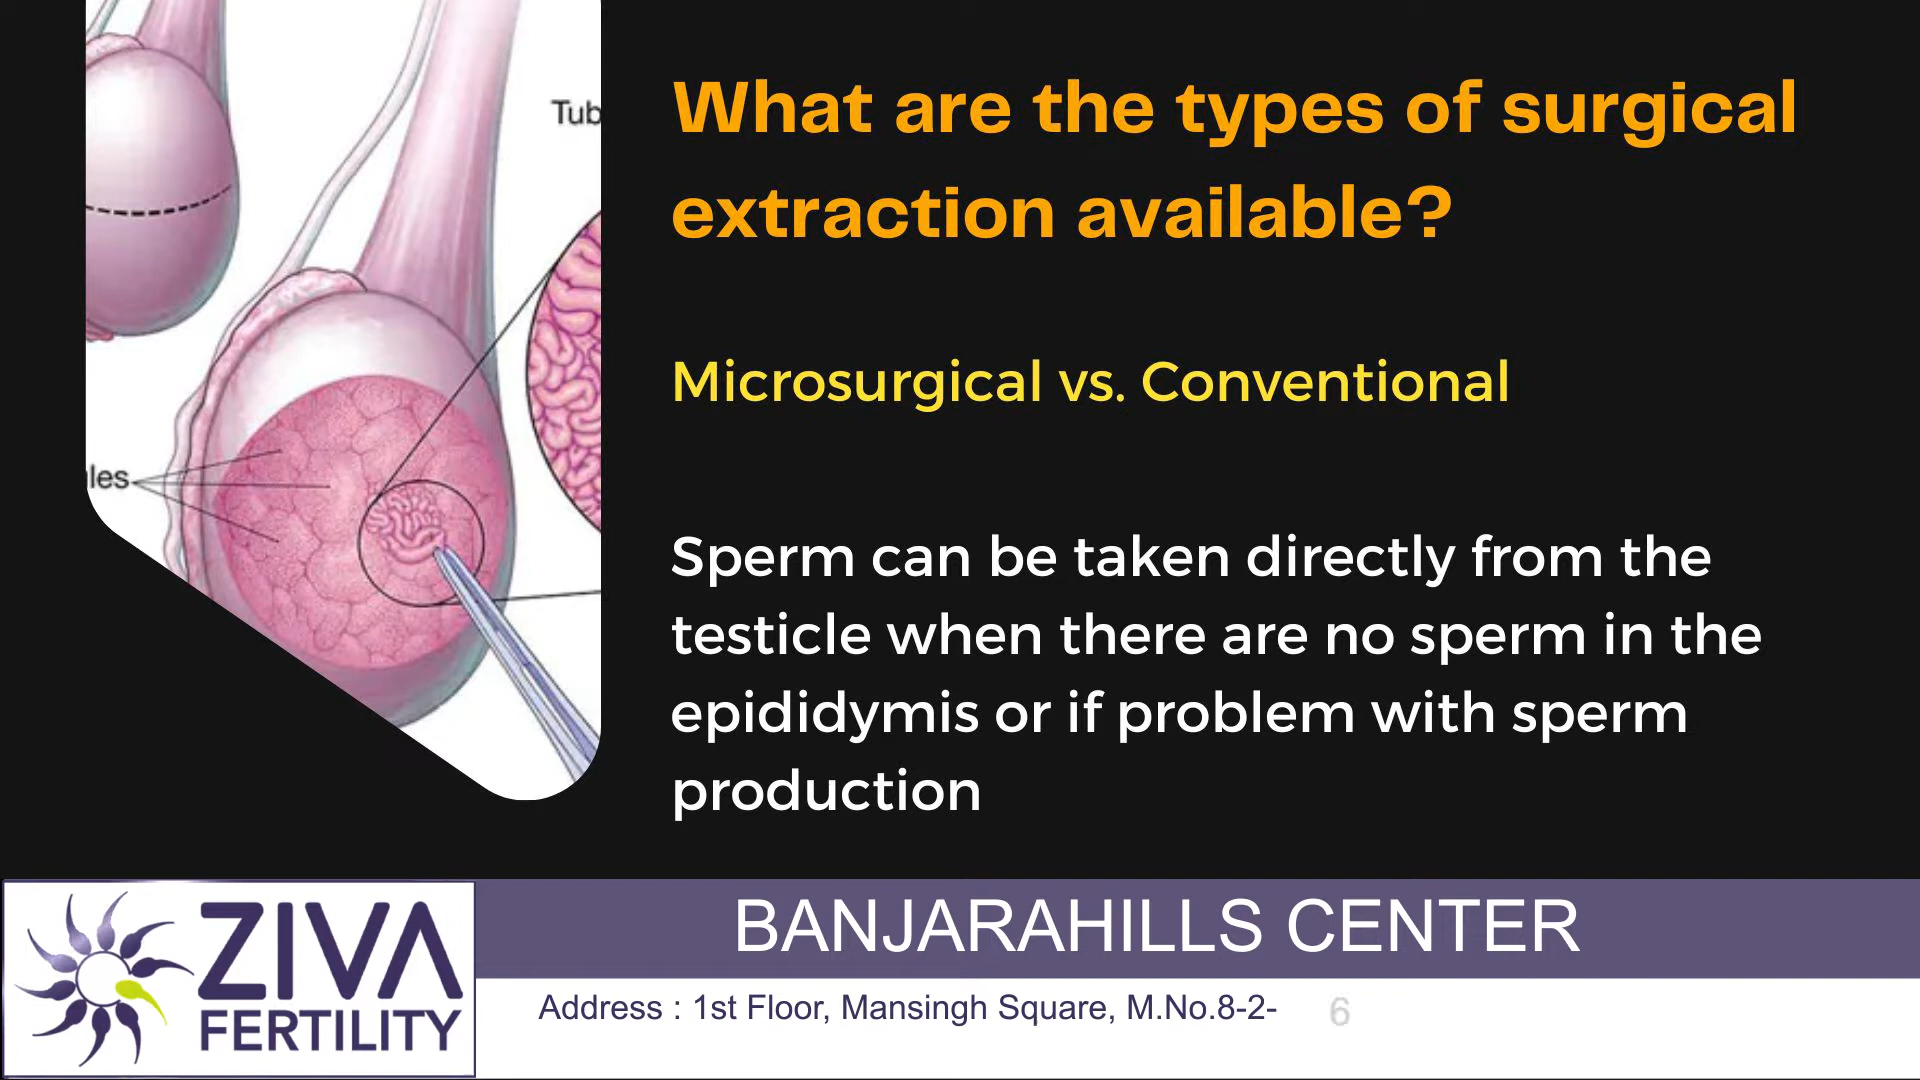 Tub
les
What are the types of surgical
extraction available?
Microsurgical vs. Conventional
Sperm can be taken directly from the
testicle when there are no sperm in the
epididymis or if problem with sperm
production
ZIVA
FERTILITY
BANJARAHILLS CENTER
Address : 1st Floor, Mansingh Square, M.No.8-2- 6